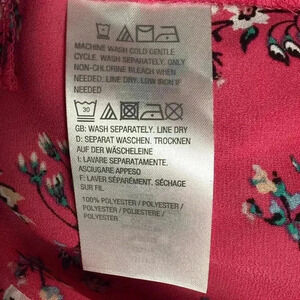 MACHINE WASH COLD GENTLE
CYCLE. WASH SEPARATELY. ONLY
NON-CHLORINE BLEACH WHEN
NEEDED. LINE DRY. LOW IRON IF
NEEDED
30
GB: WASH SEPARATELY. LINE DRY
D: SEPARAT WASCHEN. TROCKNEN
AUF DER WÄSCHELEINE
I: LAVARE SEPARATAMENTE.
ASCIUGARE APPESO
F: LAVER SÉPARÉMENT. SÉCHAGE
SUR FIL
100% POLYESTER / POLYESTER /
POLYESTER / POLIESTERE /
POLYESTER